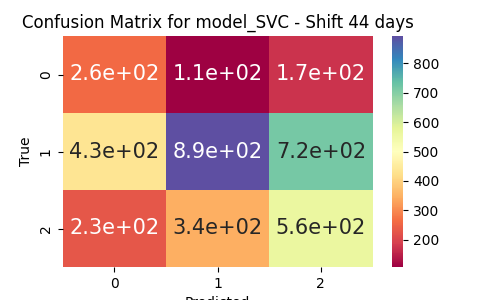 Confusion Matrix for model_SVC - Shift 44 days
0 2.6e+02 1.1e+02 1.7e+02
1 4.3e+02 8.9e+02 7.2e+02
2 2.3e+02 3.4e+02 5.6e+02
True
0 1 2
Predicted
800
700
600
500
400
300
200